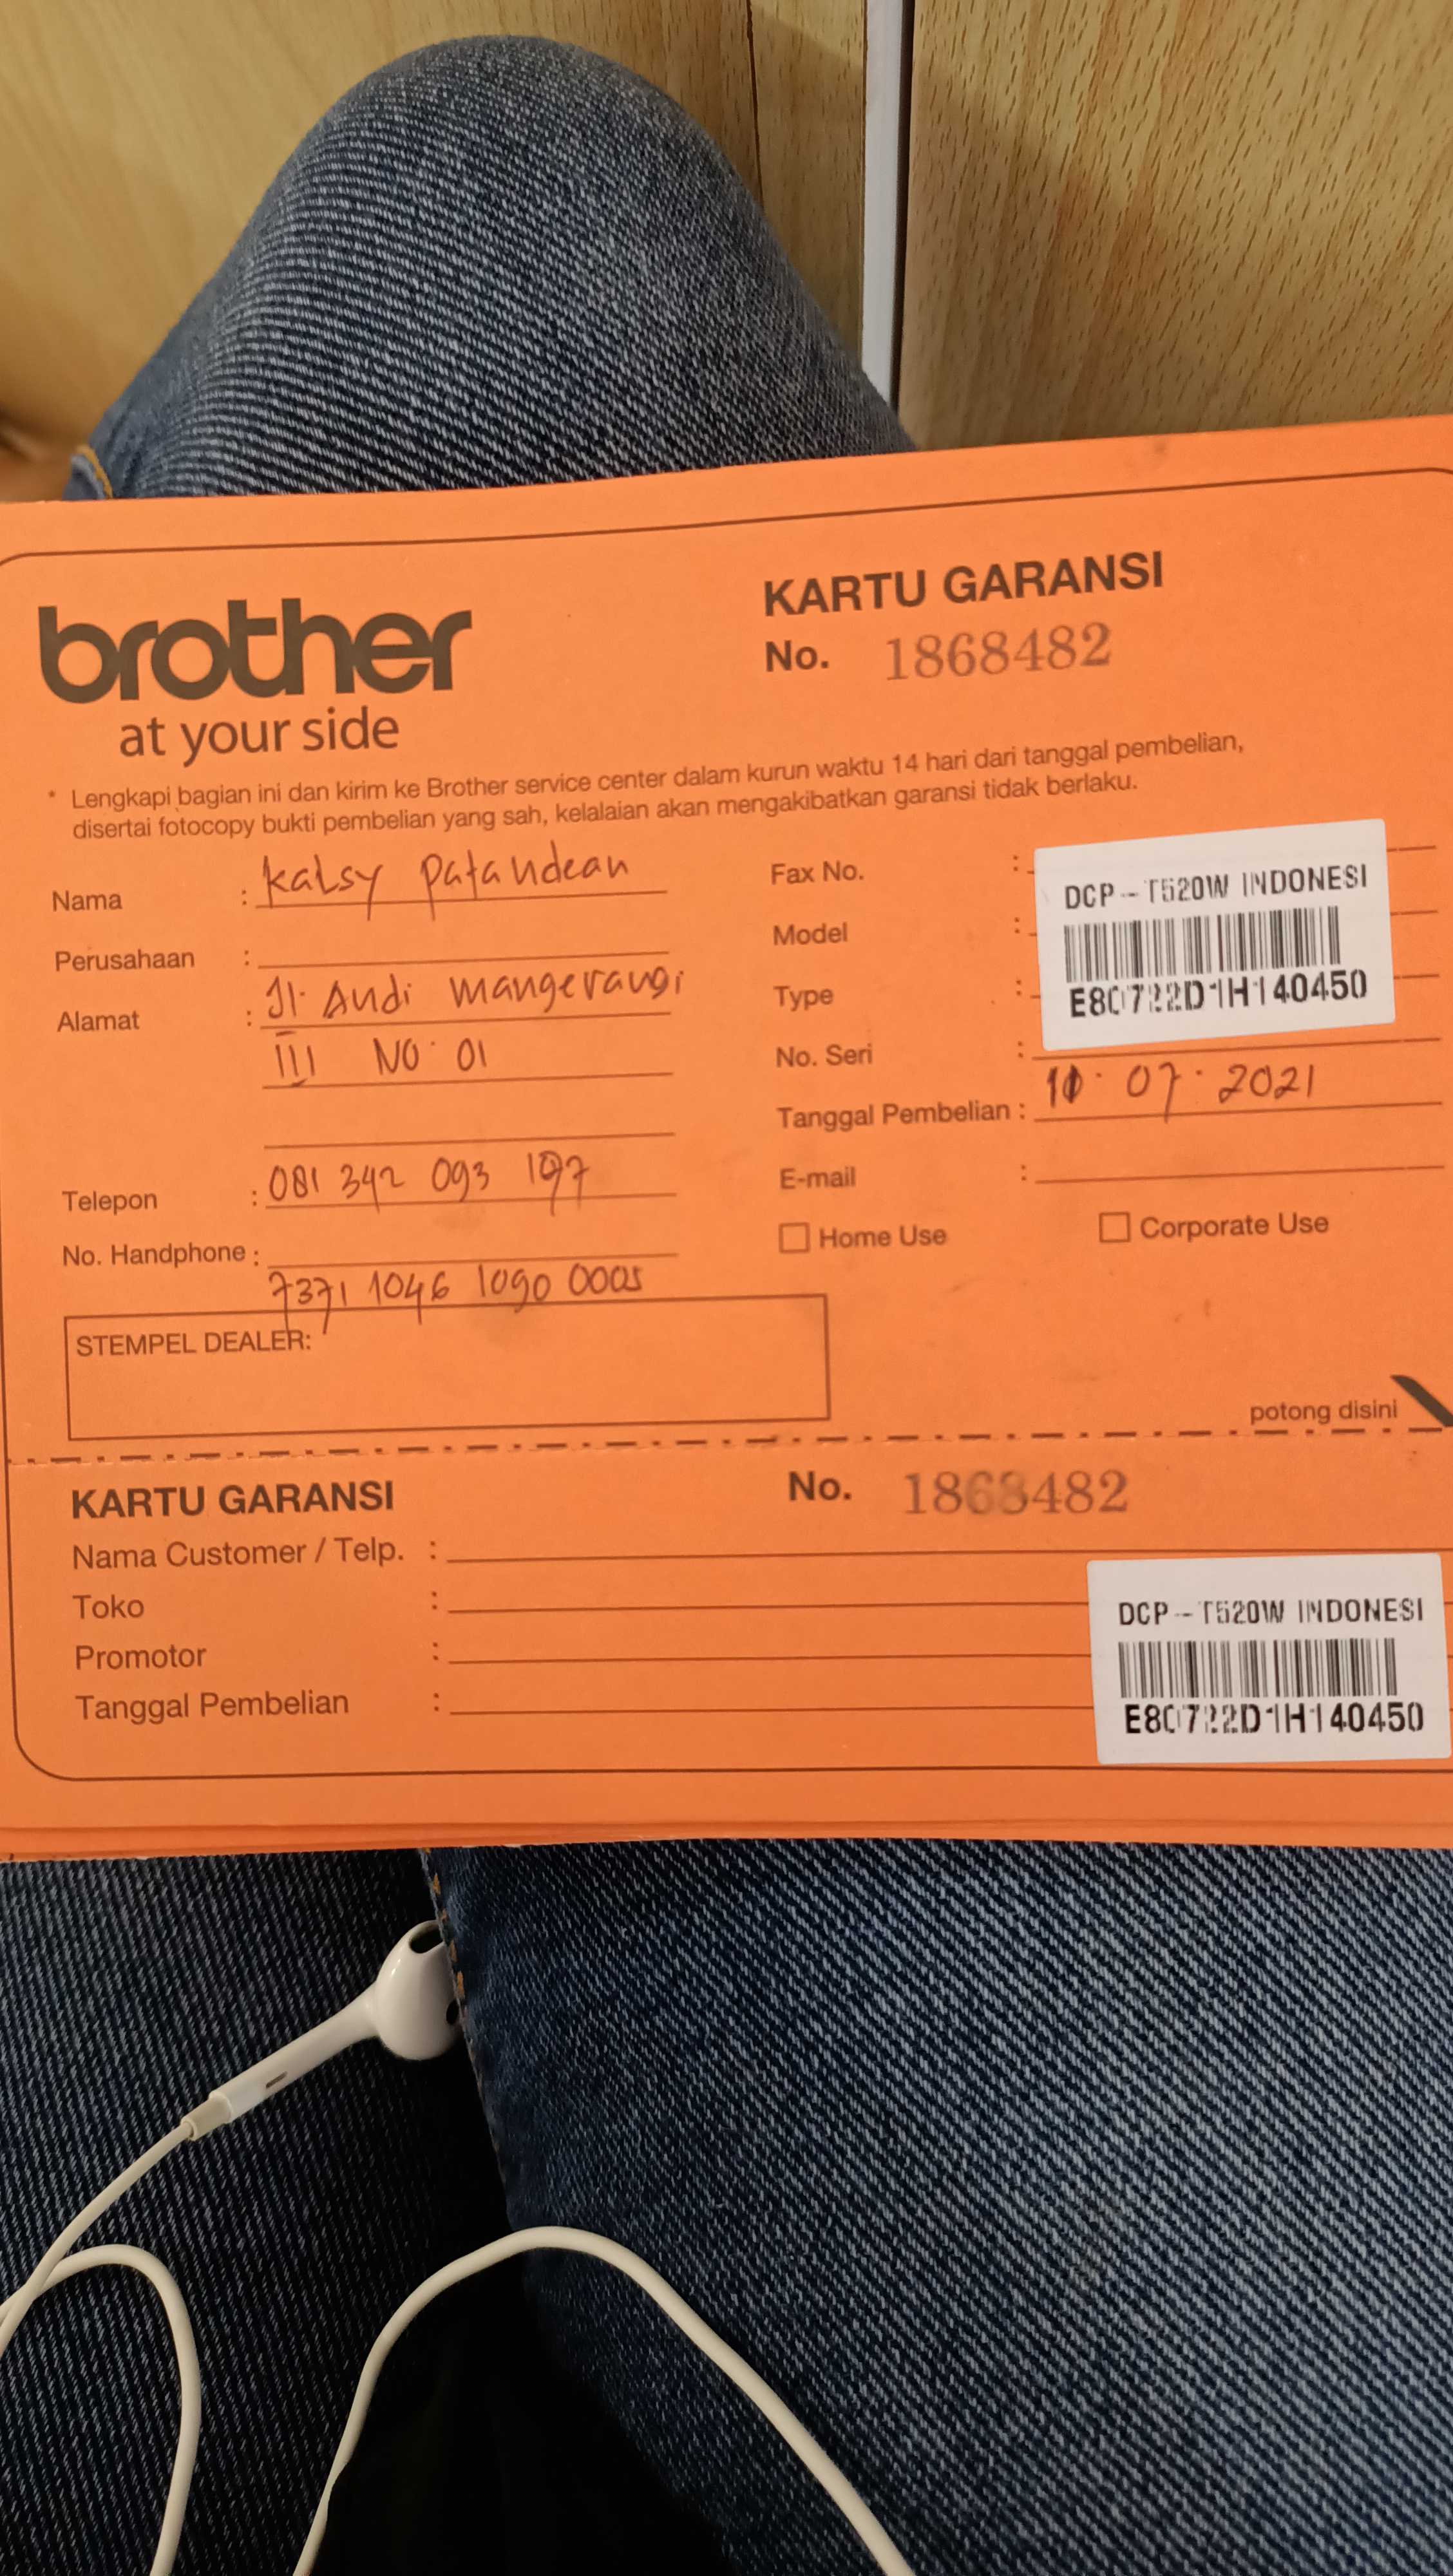 brother
at your side
KARTU GARANSI
No. 1868482
* Lengkapi bagian ini dan kirim ke Brother service center dalam kurun waktu 14 hari dari tanggal pembelian,
disertai fotocopy bukti pembelian yang sah, kelalaian akan mengakibatkan garansi tidak berlaku.
Nama : Kalsy Patandean
Perusahaan :
Alamat : Jl. Andi Mangerangi
III NO. 01
Telepon : 081 342 093 197
No. Handphone :
7371 1046 1090 0005
STEMPEL DEALER:
Fax No. :
Model :
Type :
No. Seri :
DCP-T520W INDONESI
E80722D1H140450
Tanggal Pembelian : 10. 07. 2021
E-mail :
Home Use
Corporate Use
potong disini
KARTU GARANSI
No. 1868482
Nama Customer / Telp. :
Toko :
Promotor :
Tanggal Pembelian :
DCP-T520W INDONESI
E80722D1H140450